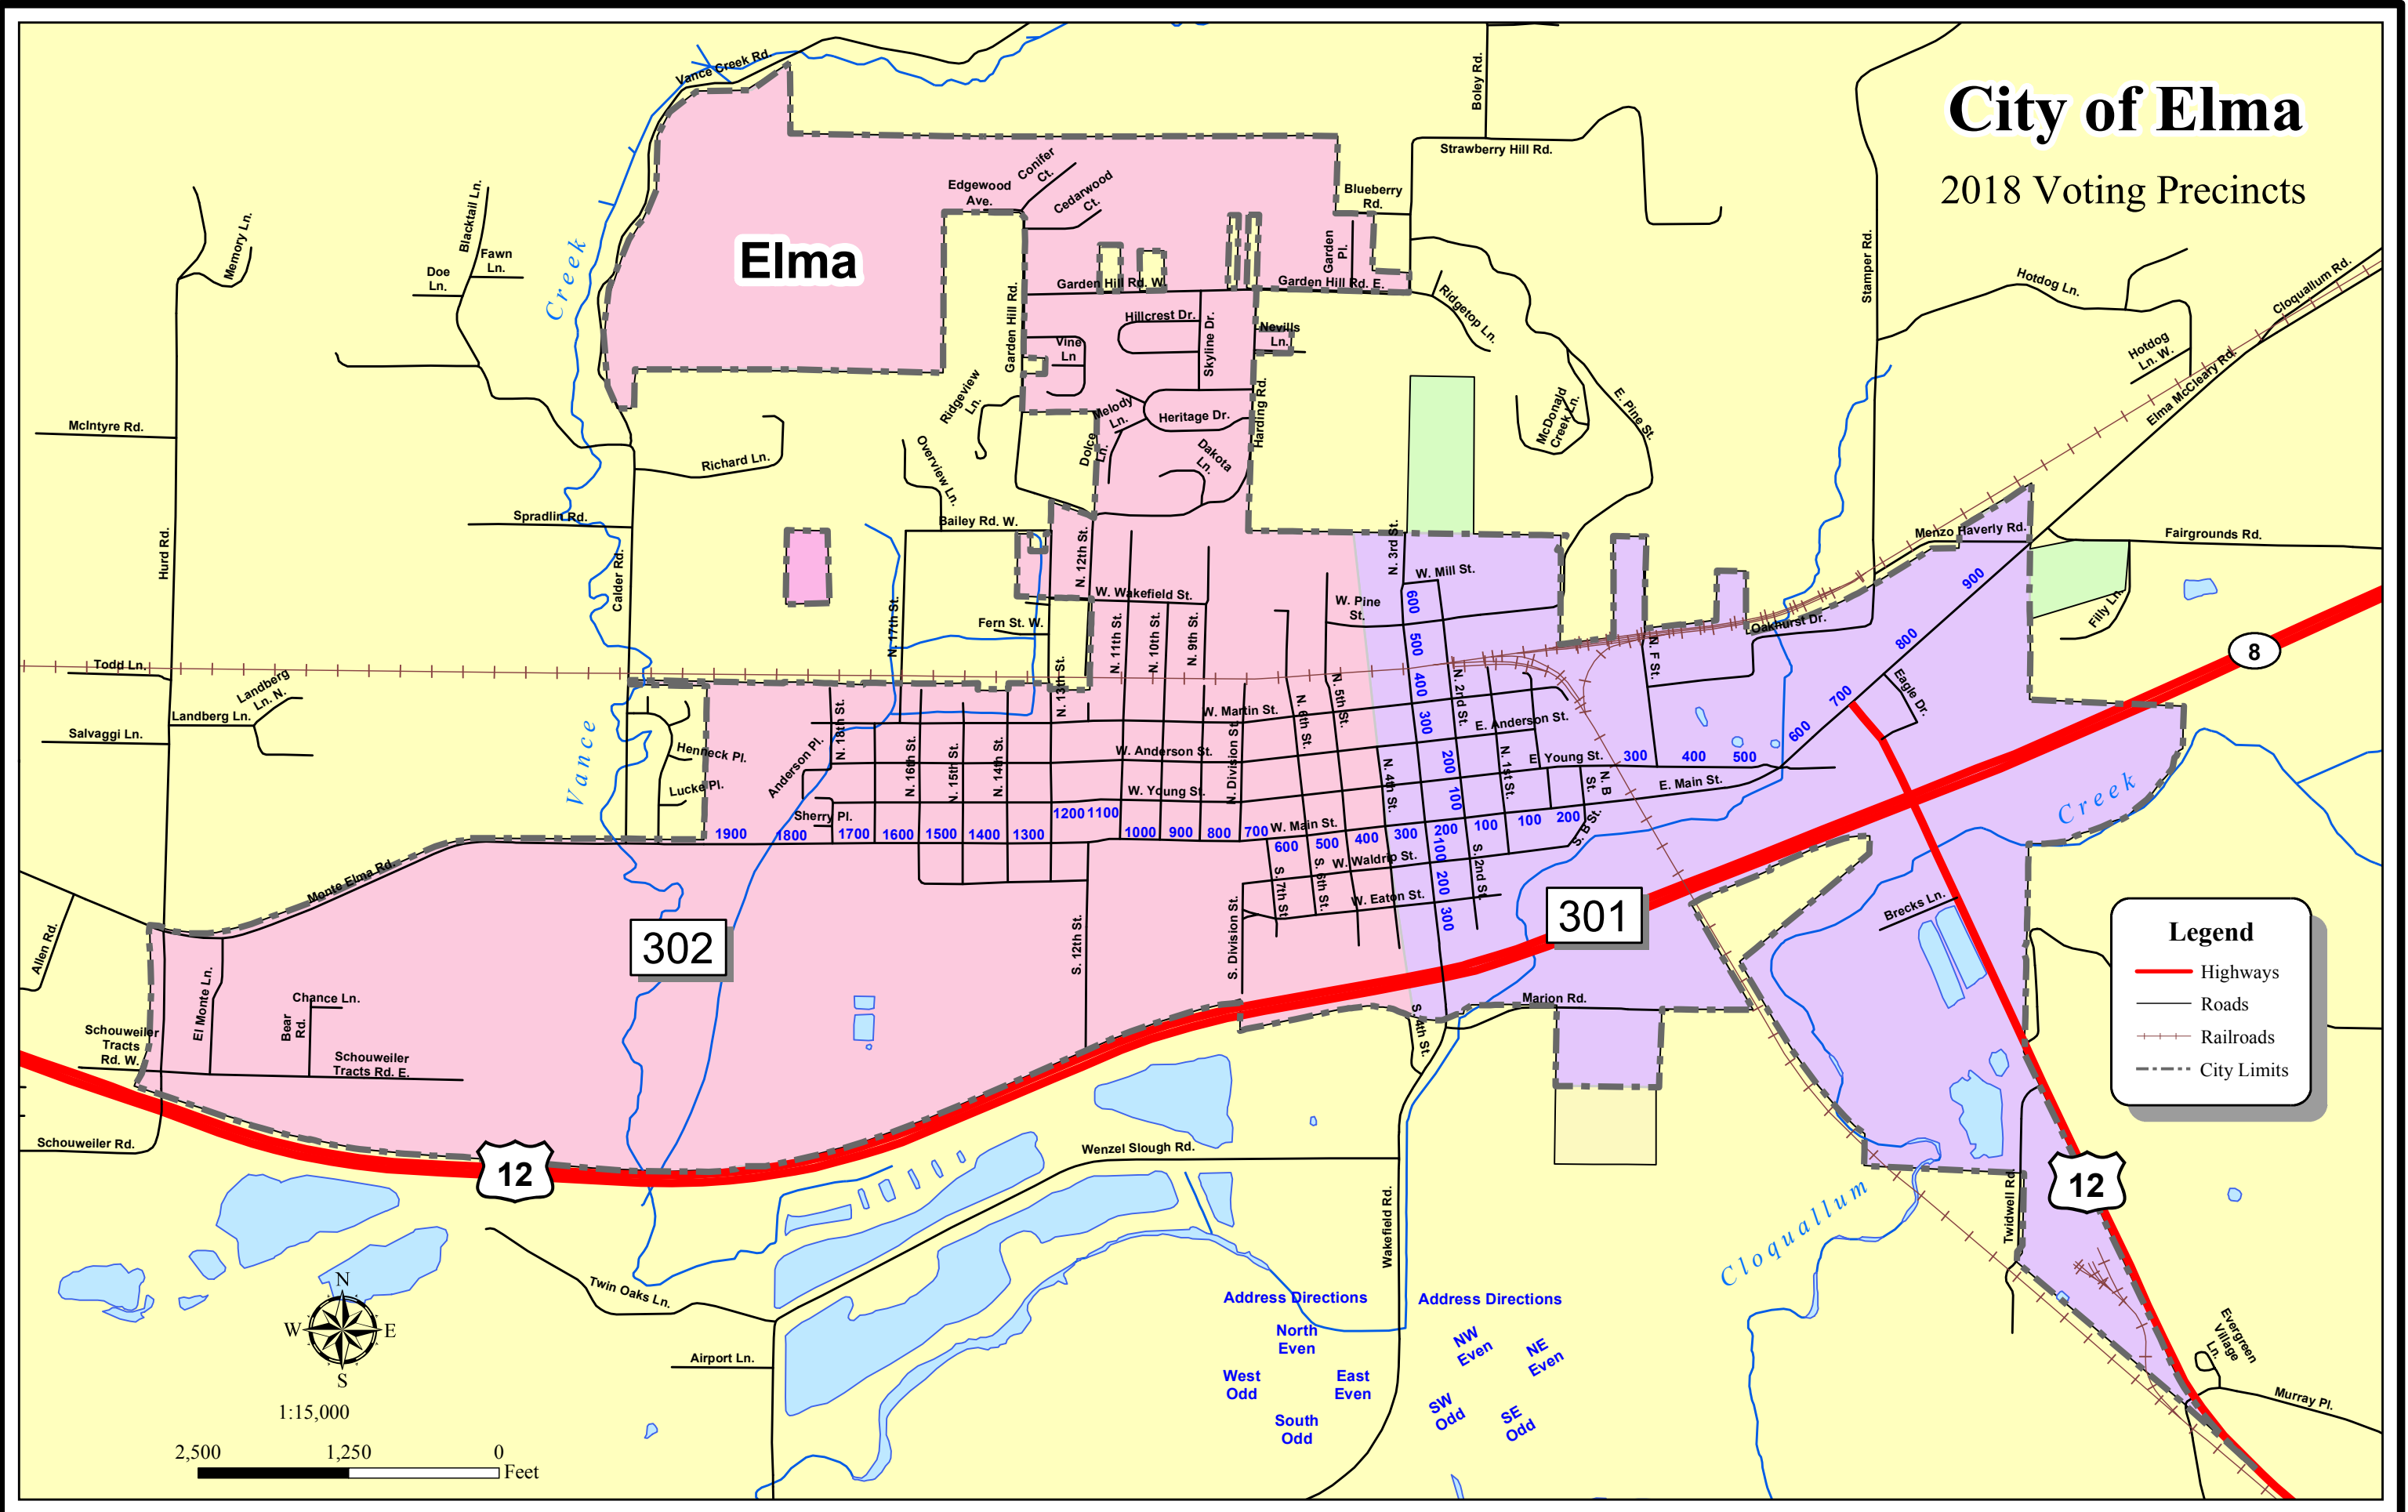 City of Elma
2018 Voting Precincts
Elma
Vance Creek Rd.
Boley Rd.
Strawberry Hill Rd.
Blueberry
Rd.
Conifer
Ct.
Edgewood
Ave.
Cedarwood
Ct.
Garden
Pl.
Garden Hill Rd. W.
Garden Hill Rd. E.
Garden Hill Rd.
Ridgetop Ln.
Hillcrest Dr.
Skyline Dr.
Nevills
Ln.
Vine
Ln
Melody
Ln.
Heritage Dr.
Harding Rd.
Dolce
Ln.
Dakota
Ln.
Ridgeview
Ln.
Overview Ln.
Bailey Rd. W.
Richard Ln.
Spradlin Rd.
Calder Rd.
Memory Ln.
Blacktail Ln.
Fawn
Ln.
Doe
Ln.
Creek
McIntyre Rd.
Hurd Rd.
Todd Ln.
Landberg
Ln. N.
Landberg Ln.
Salvaggi Ln.
Vance
McDonald
Creek Ln.
E. Pine St.
Stamper Rd.
Hotdog Ln.
Hotdog
Ln. W.
Cloquallum Rd.
Elma McCleary Rd.
Menzo Haverly Rd.
Fairgrounds Rd.
Filly Ln.
Oakhurst Dr.
Eagle Dr.
8
N. 3rd St.
W. Mill St.
W. Pine
St.
W. Wakefield St.
Fern St. W.
N. 12th St.
N. 17th St.
N. 11th St.
N. 10th St.
N. 9th St.
N. 13th St.
N. 18th St.
N. 16th St.
N. 15th St.
N. 14th St.
N. Division St.
N. 6th St.
N. 5th St.
N. 4th St.
N. 2nd St.
N. 1st St.
N. B
St.
N. F St.
W. Martin St.
W. Anderson St.
E. Anderson St.
W. Young St.
E. Young St.
W. Main St.
E. Main St.
W. Waldrip St.
W. Eaton St.
S. B St.
S. 2nd St.
S. 7th St.
S. 6th St.
S. Division St.
S. 12th St.
S. 4th St.
Henneck Pl.
Lucke Pl.
Anderson Pl.
Sherry Pl.
600
500
400
300
200
100
1900
1800
1700
1600
1500
1400
1300
1200
1100
1000
900
800
700
600
500
400
300
200
100
100
200
300
400
500
600
700
800
900
100
200
300
302
301
Monte Elma Rd.
Allen Rd.
El Monte Ln.
Chance Ln.
Bear
Rd.
Schouweiler
Tracts
Rd. W.
Schouweiler
Tracts Rd. E.
Schouweiler Rd.
12
Marion Rd.
Brecks Ln.
Creek
Cloquallum
Twidwell Rd.
12
Evergreen
Village
Ln.
Murray Pl.
Wenzel Slough Rd.
Wakefield Rd.
Twin Oaks Ln.
Airport Ln.
Legend
Highways
Roads
Railroads
City Limits
Address Directions
North
Even
West
Odd
East
Even
South
Odd
Address Directions
NW
Even
NE
Even
SW
Odd
SE
Odd
N
W
E
S
1:15,000
2,500
1,250
0
Feet